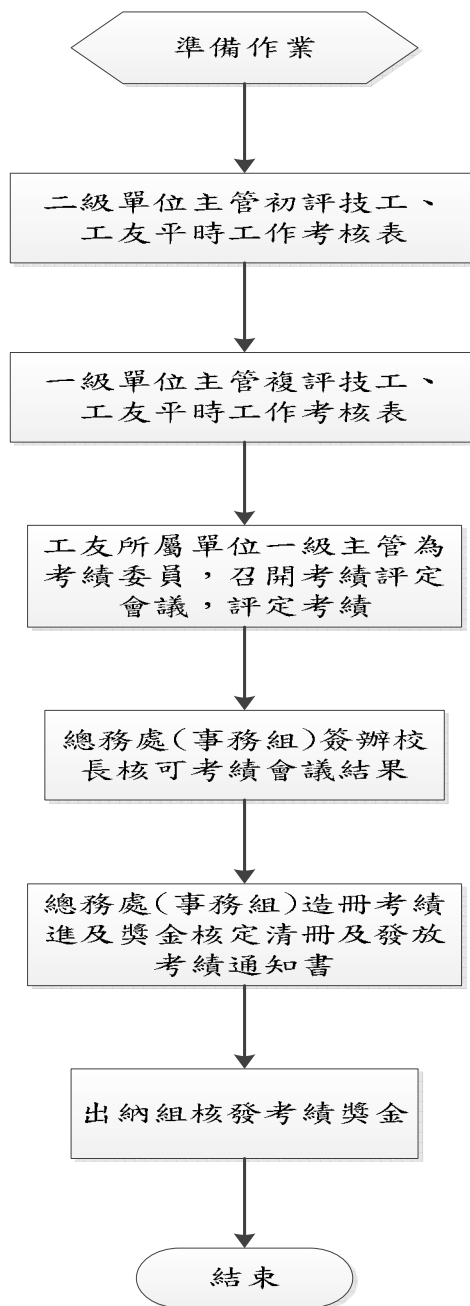 準備作業
二級單位主管初評技工、
工友平時工作考核表
一級單位主管複評技工、
工友平時工作考核表
工友所屬單位一級主管為
考績委員，召開考績評定
會議，評定考績
總務處(事務組)簽辦校
長核可考績會議結果
總務處(事務組)造冊考績
進及獎金核定清冊及發放
考績通知書
出納組核發考績獎金
結束